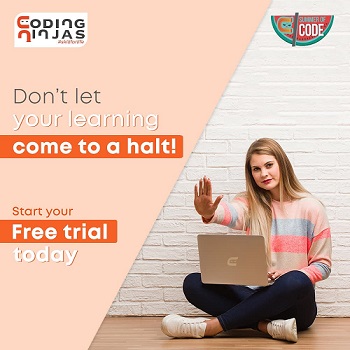 CODING
NINJAS
SUMMER OF
CODE
Don't let
your learning
come to a halt!
Start your
Free trial
today